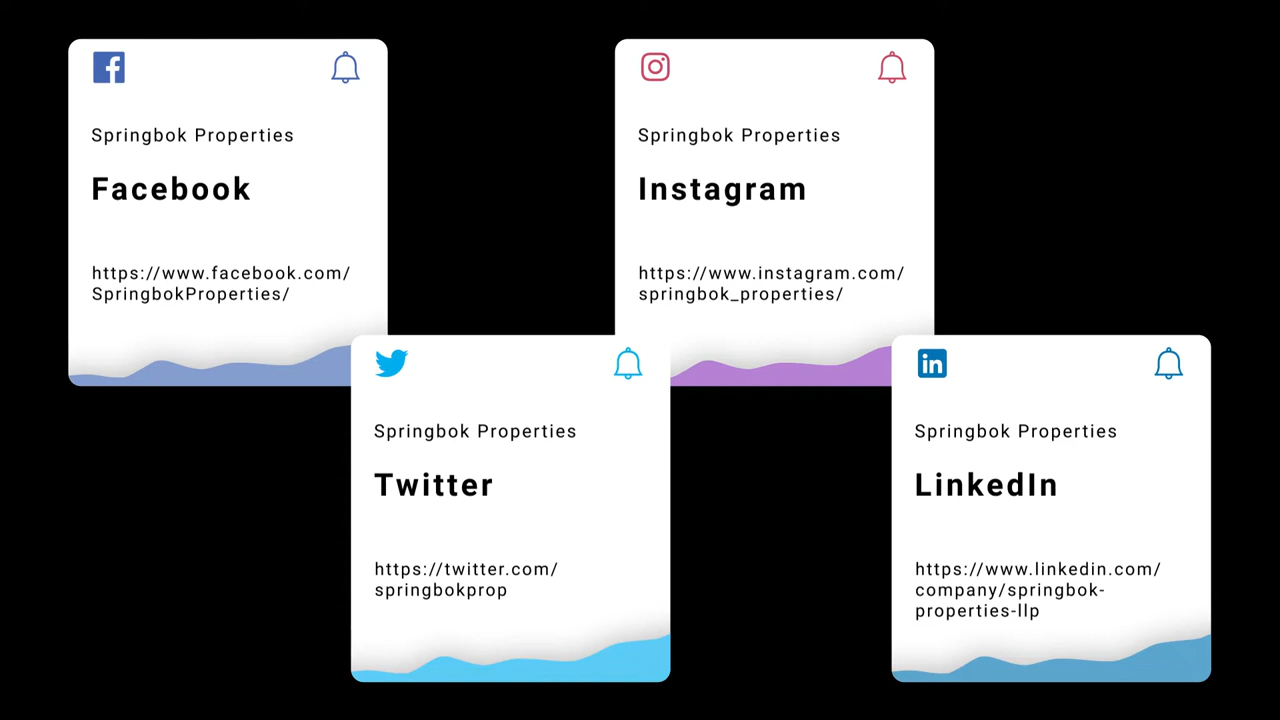 Springbok Properties
Facebook
https://www.facebook.com/
SpringbokProperties/
Springbok Properties
Instagram
https://www.instagram.com/
springbok_properties/
Springbok Properties
Twitter
https://twitter.com/
springbokprop
Springbok Properties
LinkedIn
https://www.linkedin.com/
company/springbok-
properties-llp